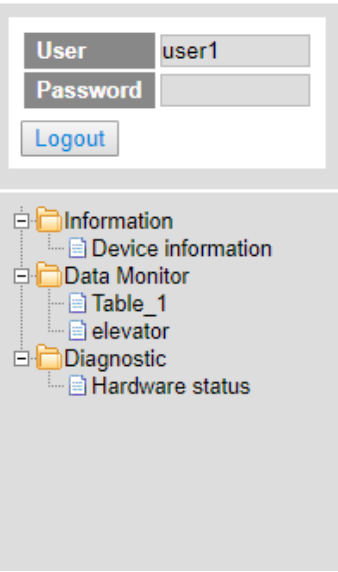 User user1
Password
Logout
Information
Device information
Data Monitor
Table_1
elevator
Diagnostic
Hardware status